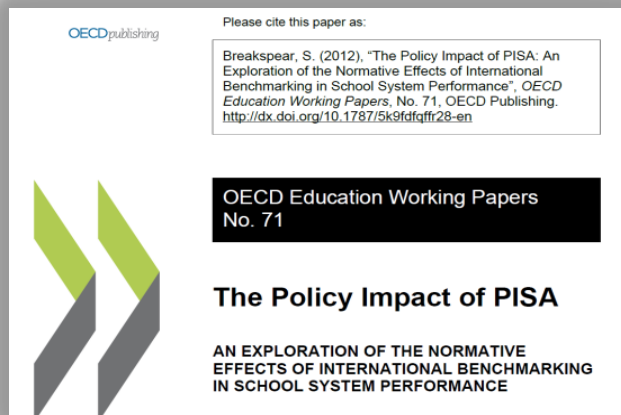 OECDpublishing
Please cite this paper as:
Breakspear, S. (2012), “The Policy Impact of PISA: An
Exploration of the Normative Effects of International
Benchmarking in School System Performance”, OECD
Education Working Papers, No. 71, OECD Publishing.
http://dx.doi.org/10.1787/5k9fdfqffr28-en
OECD Education Working Papers
No. 71
The Policy Impact of PISA
AN EXPLORATION OF THE NORMATIVE
EFFECTS OF INTERNATIONAL BENCHMARKING
IN SCHOOL SYSTEM PERFORMANCE